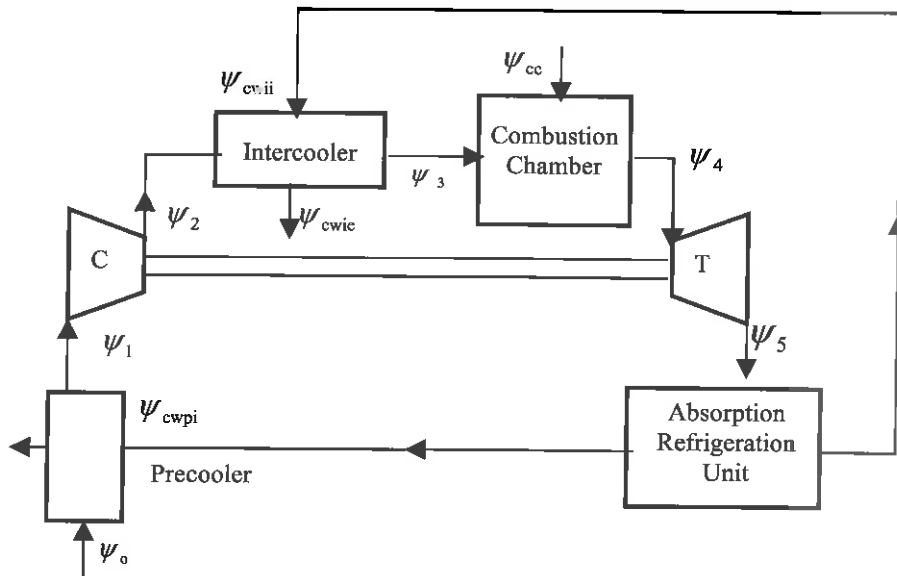 ψcwii
ψcc
Intercooler
Combustion
Chamber
ψ3
ψ4
ψ2
ψcwie
C
T
ψ1
ψ5
ψcwpi
Absorption
Refrigeration
Unit
Precooler
ψo